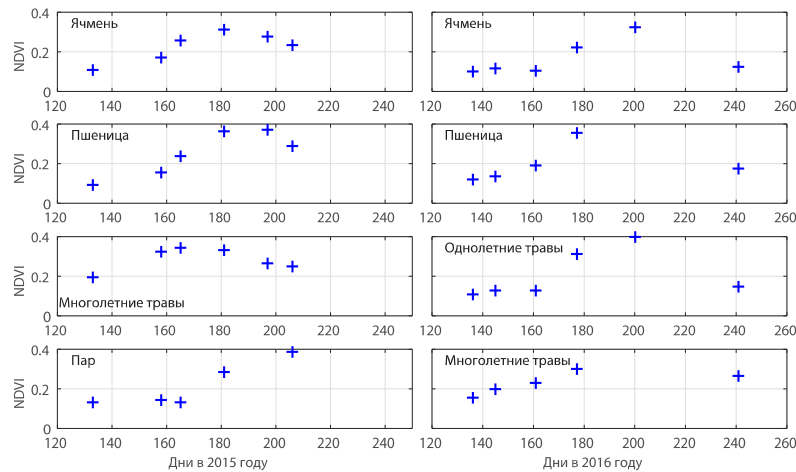 0.4 Ячмень
NDVI 0.2
0
120 140 160 180 200 220 240
0.4 Ячмень
0.2
0
120 140 160 180 200 220 240 260
0.4 Пшеница
NDVI 0.2
0
120 140 160 180 200 220 240
0.4 Пшеница
0.2
0
120 140 160 180 200 220 240 260
0.4
NDVI 0.2
Многолетние травы
0
120 140 160 180 200 220 240
0.4 Однолетние травы
0.2
0
120 140 160 180 200 220 240 260
0.4 Пар
NDVI 0.2
0
120 140 160 180 200 220 240
Дни в 2015 году
0.4 Многолетние травы
0.2
0
120 140 160 180 200 220 240 260
Дни в 2016 году